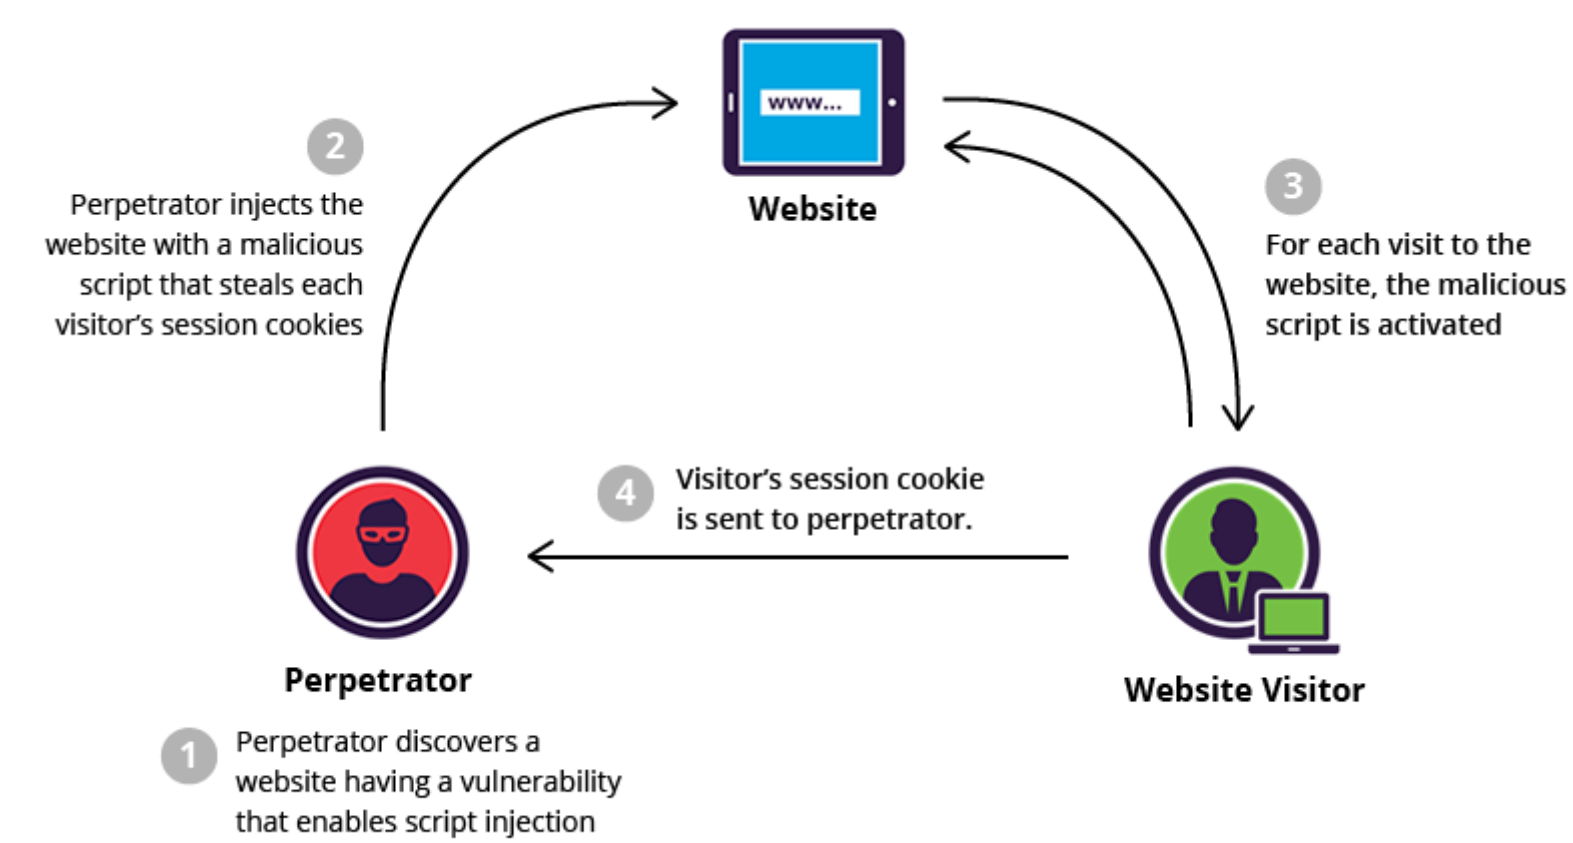 www...
Website
2
Perpetrator injects the
website with a malicious
script that steals each
visitor's session cookies
3
For each visit to the
website, the malicious
script is activated
4
Visitor's session cookie
is sent to perpetrator.
Perpetrator
Website Visitor
1
Perpetrator discovers a
website having a vulnerability
that enables script injection